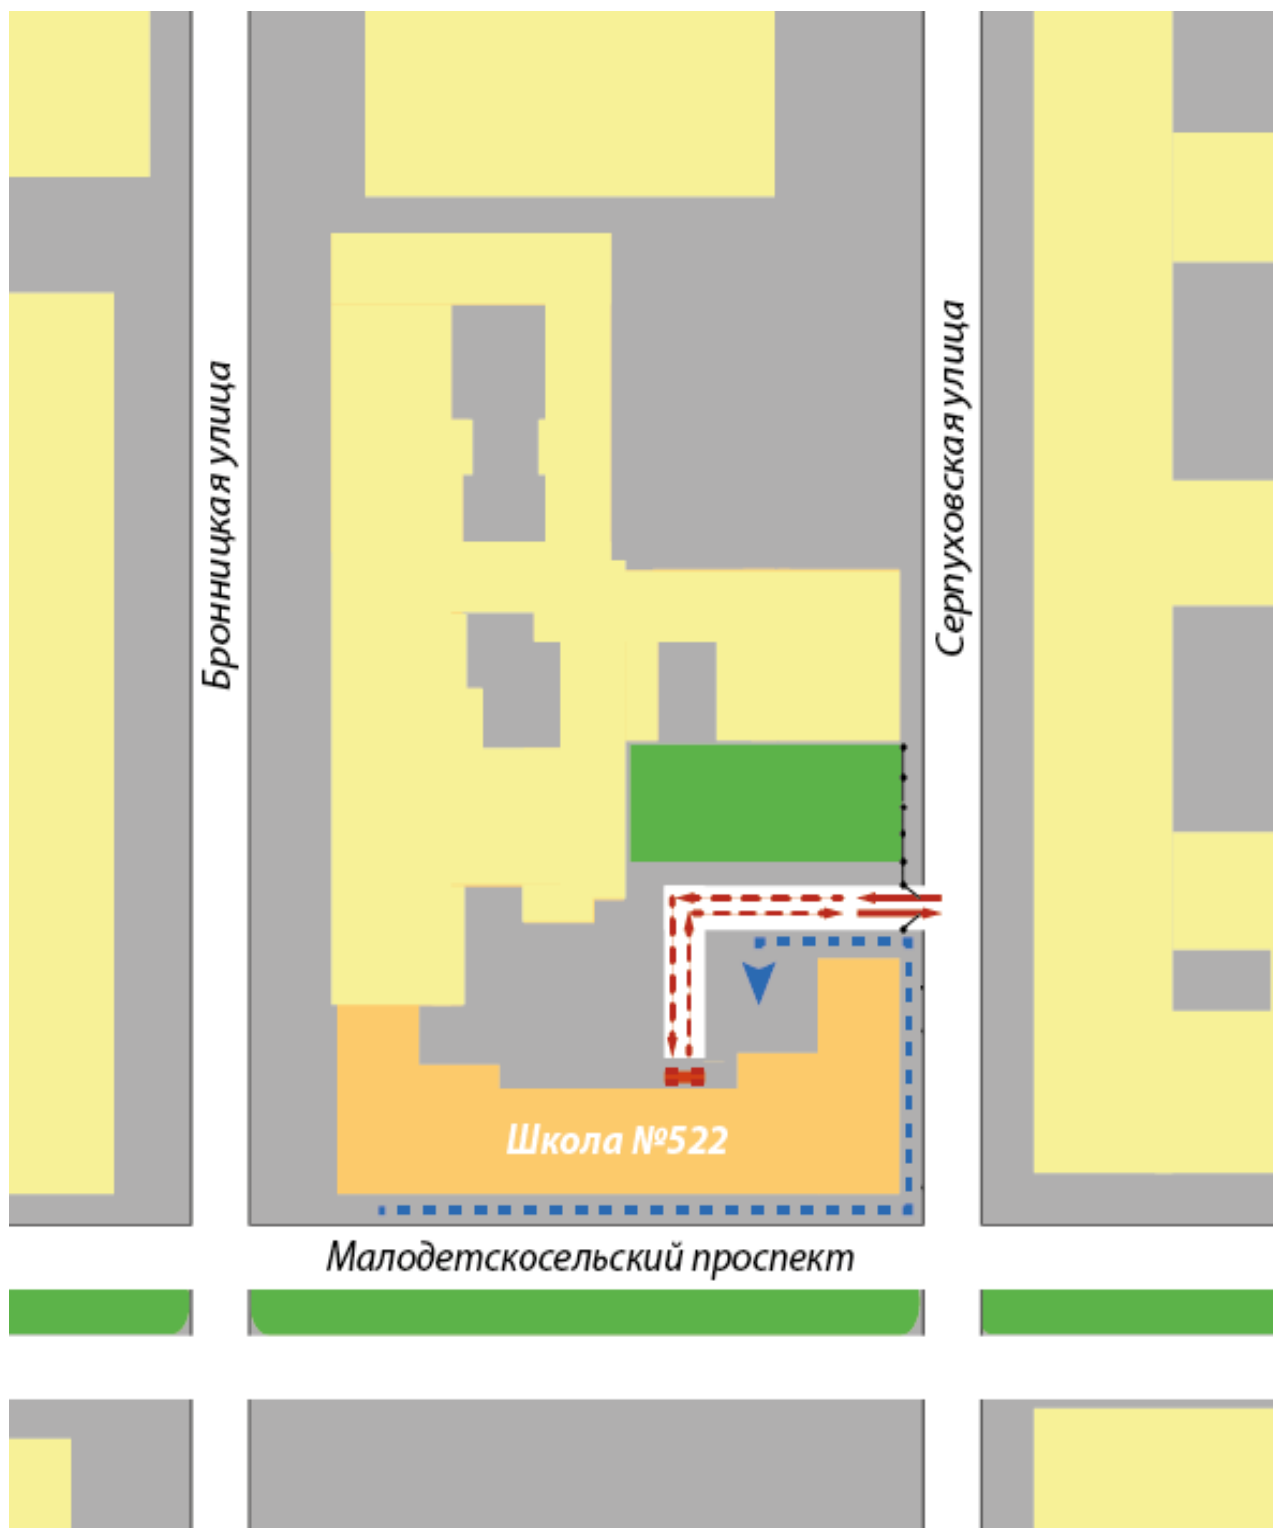 Бронницкая улица
Серпуховская улица
Школа №522
Малодетскосельский проспект